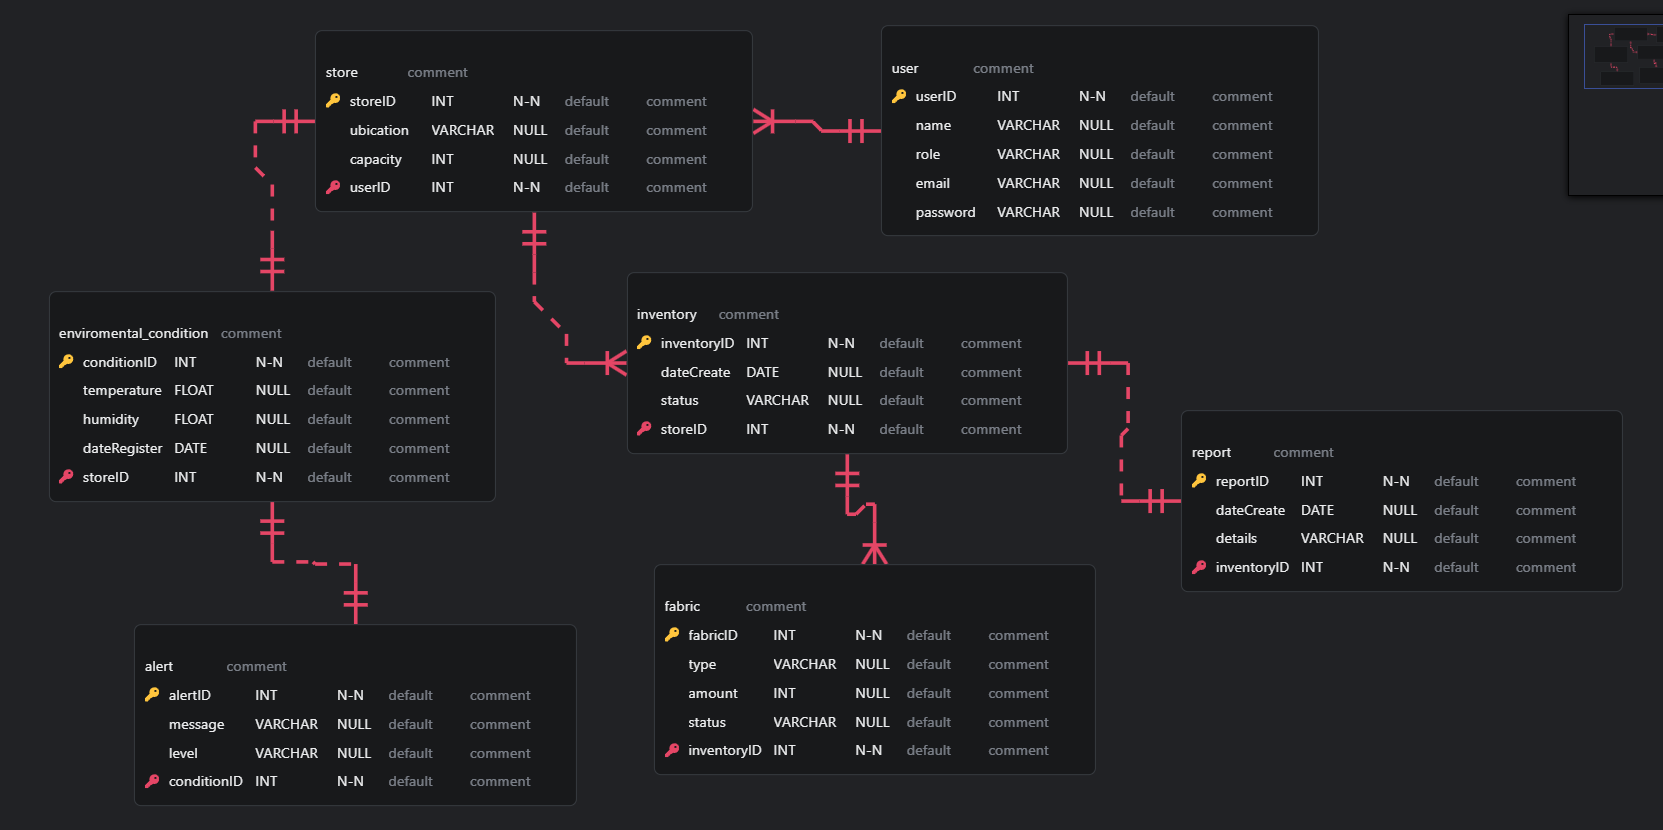 store comment
storeID INT N-N default comment
ubication VARCHAR NULL default comment
capacity INT NULL default comment
userID INT N-N default comment
user comment
userID INT N-N default comment
name VARCHAR NULL default comment
role VARCHAR NULL default comment
email VARCHAR NULL default comment
password VARCHAR NULL default comment
enviromental_condition comment
conditionID INT N-N default comment
temperature FLOAT NULL default comment
humidity FLOAT NULL default comment
dateRegister DATE NULL default comment
storeID INT N-N default comment
inventory comment
inventoryID INT N-N default comment
dateCreate DATE NULL default comment
status VARCHAR NULL default comment
storeID INT N-N default comment
report comment
reportID INT N-N default comment
dateCreate DATE NULL default comment
details VARCHAR NULL default comment
inventoryID INT N-N default comment
alert comment
alertID INT N-N default comment
message VARCHAR NULL default comment
level VARCHAR NULL default comment
conditionID INT N-N default comment
fabric comment
fabricID INT N-N default comment
type VARCHAR NULL default comment
amount INT NULL default comment
status VARCHAR NULL default comment
inventoryID INT N-N default comment